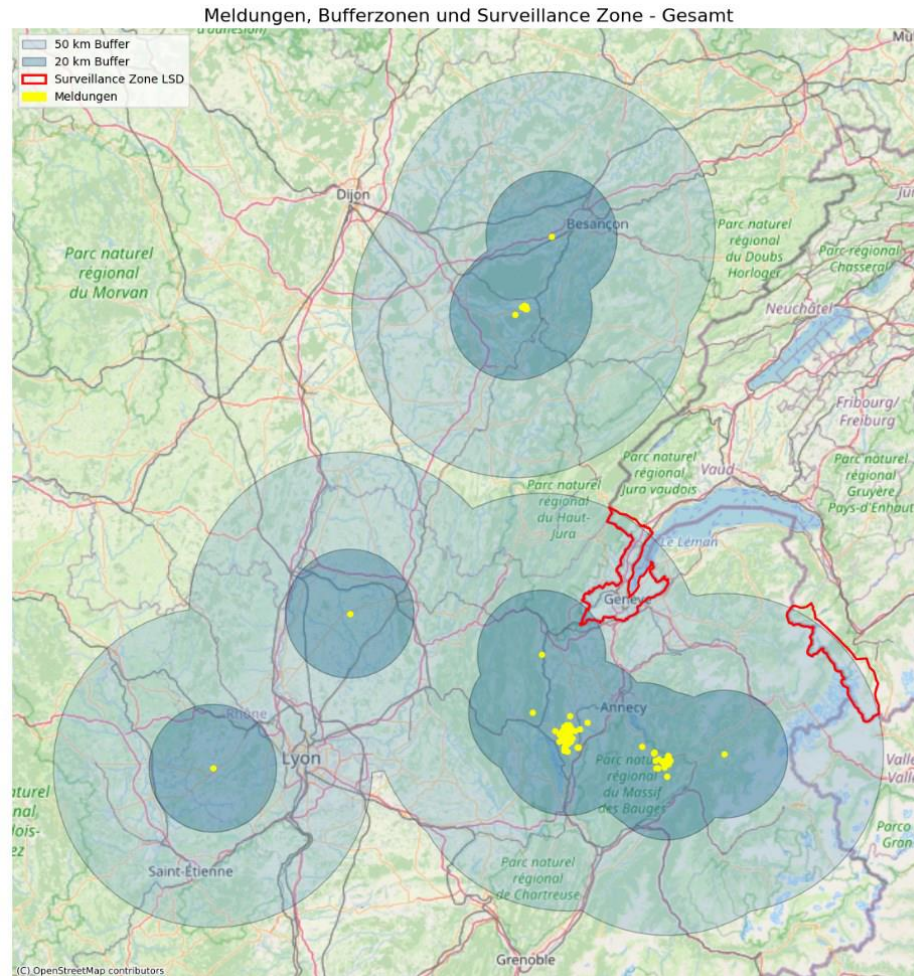 Meldungen, Bufferzonen und Surveillance Zone - Gesamt
50 km Buffer
20 km Buffer
Surveillance Zone LSD
Meldungen
Dijon
Besançon
Parc naturel
régional
du Doubs
Horloger
Parc régional
Chasseral
Parc naturel
régional
du Morvan
Neuchâtel
Fribourg/
Freiburg
Parc naturel
régional
Gruyère
Pays-d'Enhaut
Vaud
Parc naturel
régional
Jura vaudois
Parc naturel
régional
du Haut-
Jura
Le Léman
Genève
Annecy
Rhône
Lyon
Parc naturel
régional
du Massif
des Bauges
Saint-Étienne
Parc naturel
régional
de Chartreuse
Grenoble
(C) OpenStreetMap contributors